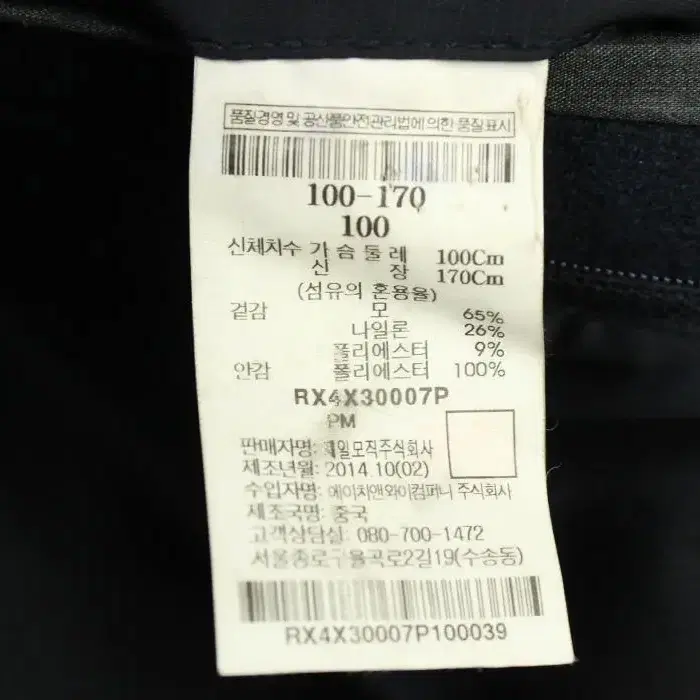 품질경영 및 공산품안전관리법에 의한 품질표시
100-170
100
신체치수 가슴둘레 100Cm
신장 170Cm
(섬유의 혼용율)
겉감 모 65%
나일론 26%
폴리에스터 9%
안감 폴리에스터 100%
RX4X30007P
PM
판매자명: 제일모직주식회사
제조년월: 2014.10(02)
수입자명: 에이치앤와이컴퍼니 주식회사
제조국명: 중국
고객상담실: 080-700-1472
서울종로구율곡로2길19(수송동)
RX4X30007P100039